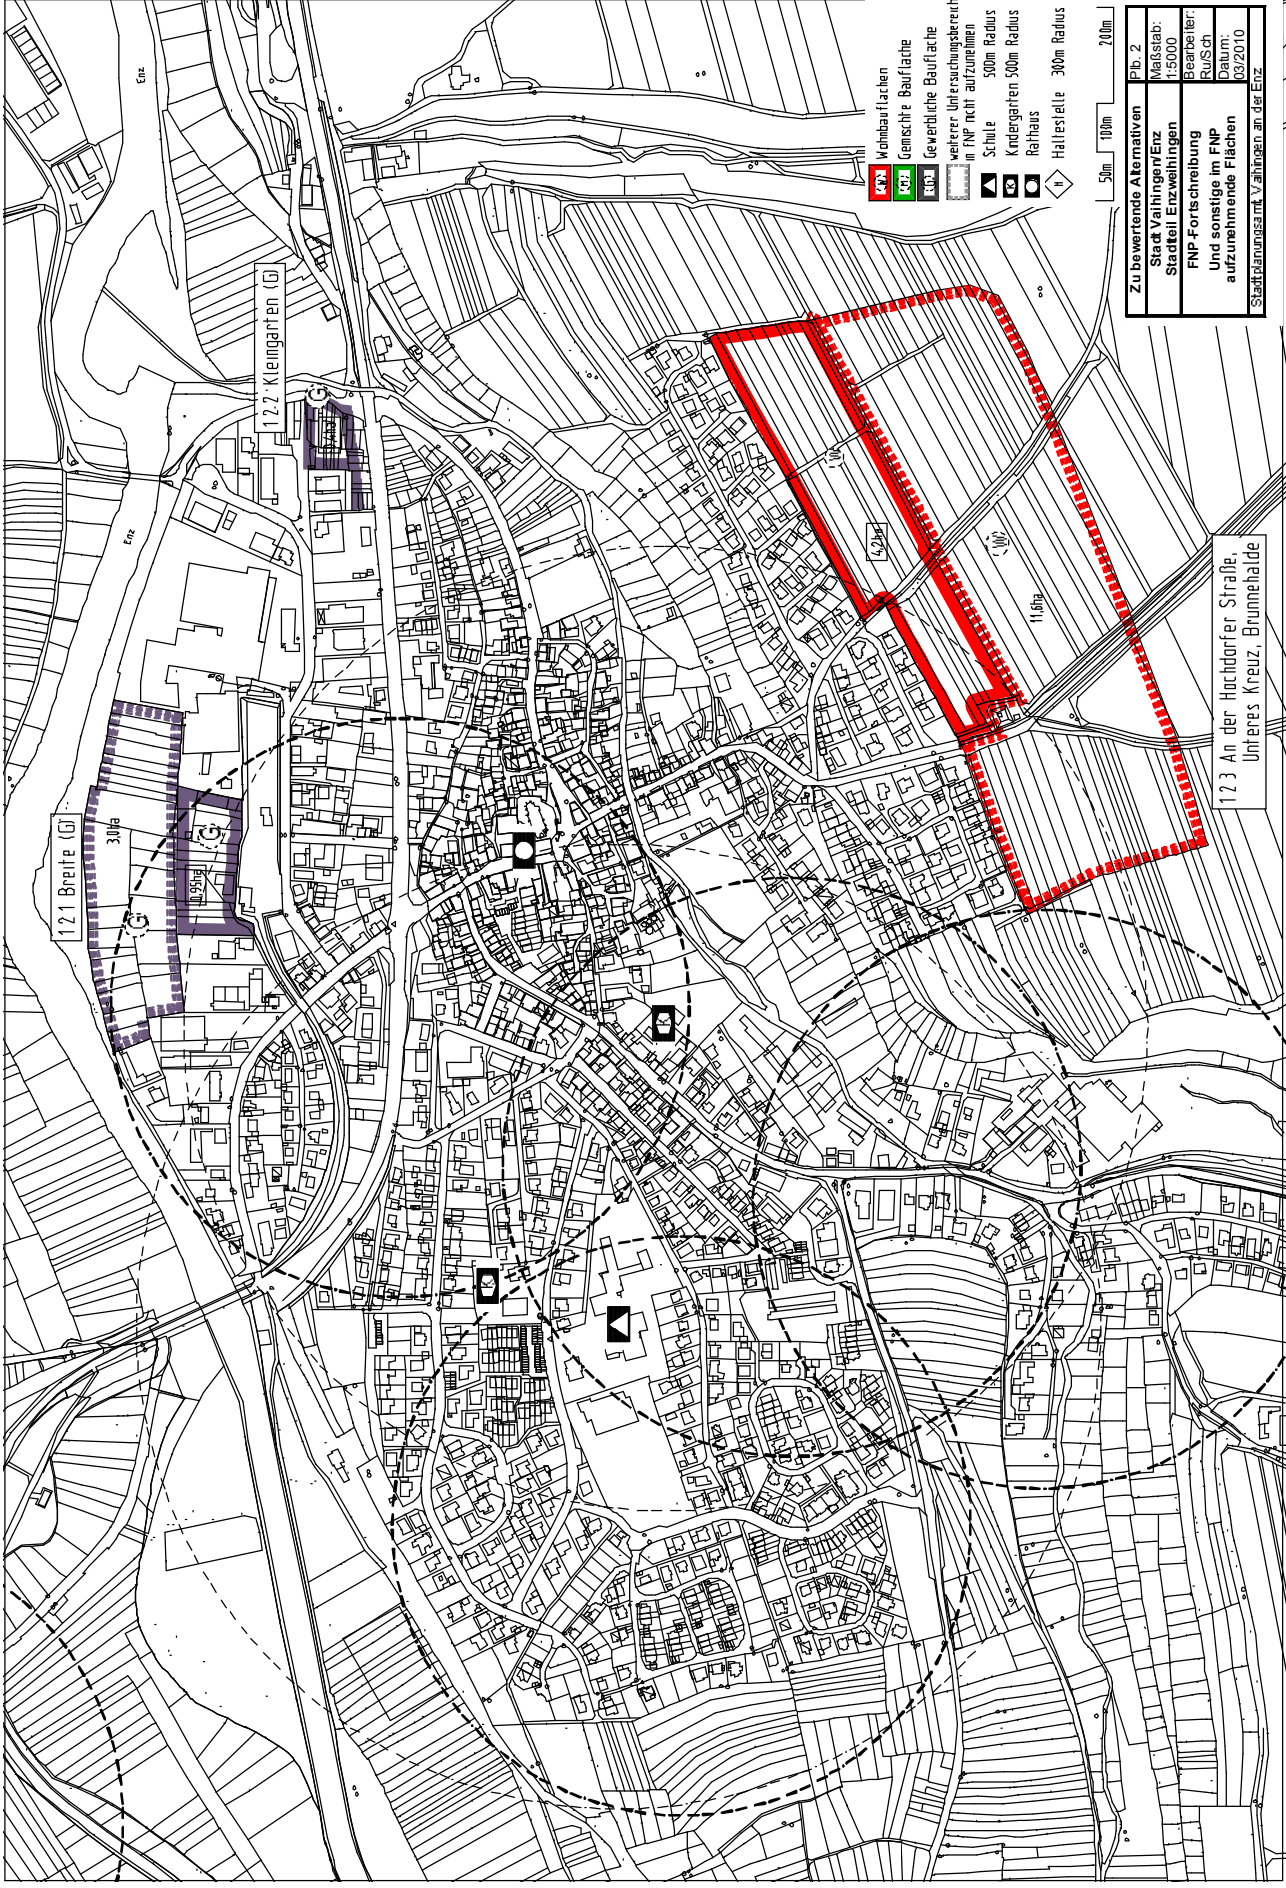 Enz
Enz
12.1 Breite (G)
3,0ha
G
0,95ha
G
12.2 Kleingärten (G)
G
12.3 An der Hochdorfer Straße,
Unteres Kreuz, Brunnehalde
4,2ha
11,6ha
K
K
Wohnbauflächen
Gemischte Baufläche
Gewerbliche Baufläche
weiterer Untersuchungsbereich
in FNP nicht aufzunehmen
Schule 500m Radius
K Kindergarten 500m Radius
Rathaus
H Haltestelle 300m Radius
50m 100m 200m
Zu bewertende Alternativen
Plb. 2
Stadt Vaihingen/Enz
Stadtteil Enzweihingen
Maßstab:
1:5000
FNP-Fortschreibung
Und sonstige im FNP
aufzunehmende Flächen
Bearbeiter:
Ru/Sch
Datum:
03/2010
Stadtplanungsamt, Vaihingen an der Enz